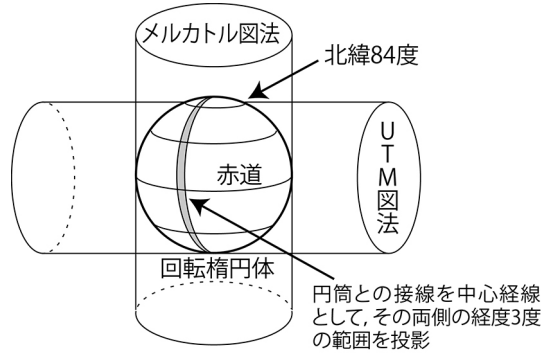 メルカトル図法
北緯84度
UTM図法
赤道
回転楕円体
円筒との接線を中心経線
として,その両側の経度3度
の範囲を投影